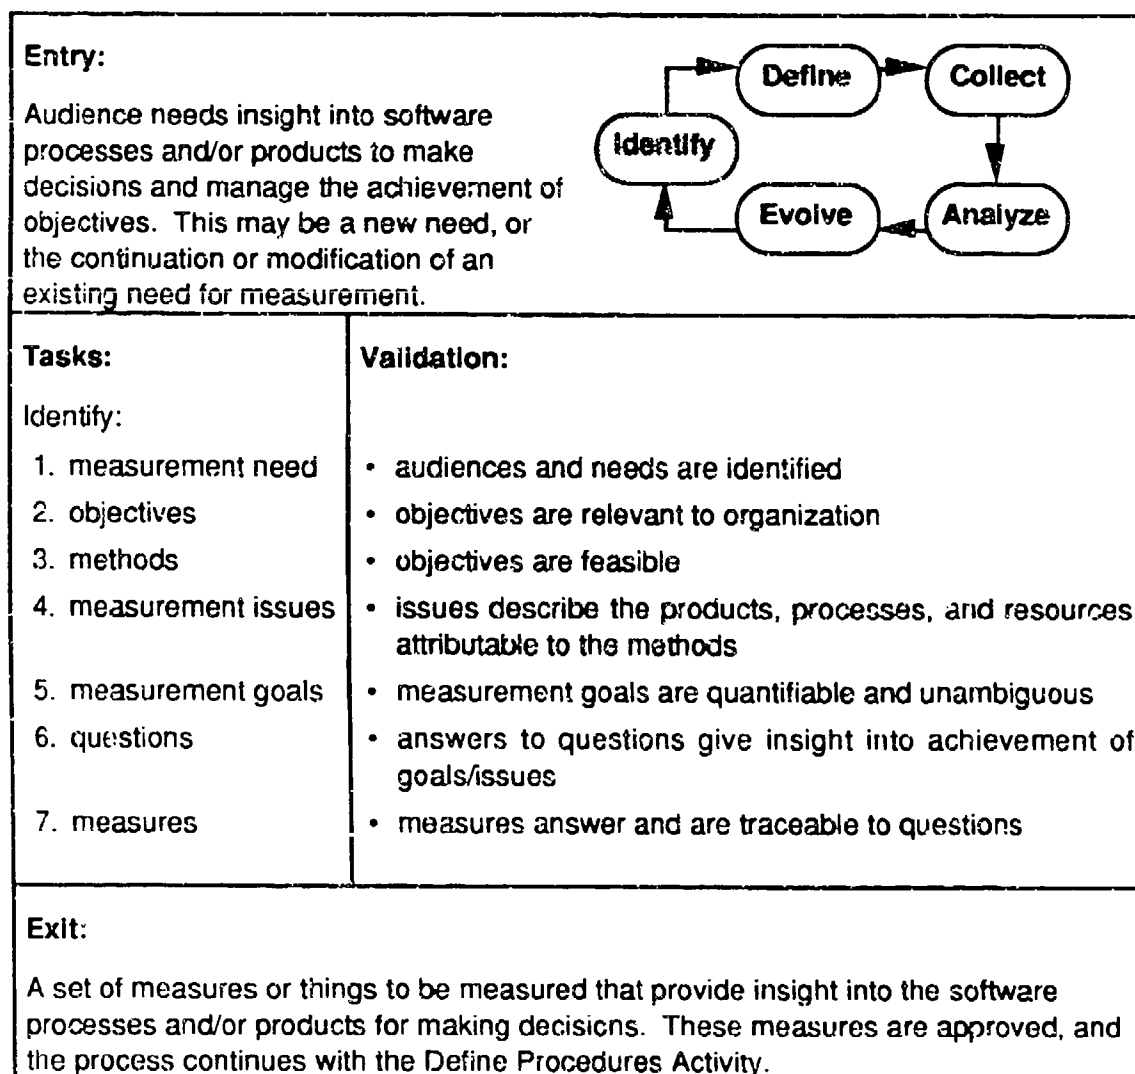 Entry:
Audience needs insight into software
processes and/or products to make
decisions and manage the achievement of
objectives. This may be a new need, or
the continuation or modification of an
existing need for measurement.
Define
Collect
Identify
Evolve
Analyze
Tasks:
Validation:
Identify:
1. measurement need
• audiences and needs are identified
2. objectives
• objectives are relevant to organization
3. methods
• objectives are feasible
4. measurement issues
• issues describe the products, processes, and resources
attributable to the methods
5. measurement goals
• measurement goals are quantifiable and unambiguous
6. questions
• answers to questions give insight into achievement of
goals/issues
7. measures
• measures answer and are traceable to questions
Exit:
A set of measures or things to be measured that provide insight into the software
processes and/or products for making decisions. These measures are approved, and
the process continues with the Define Procedures Activity.